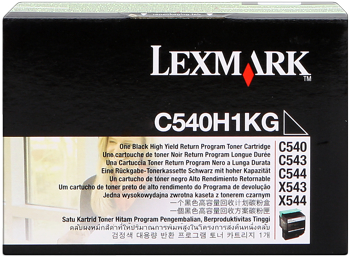 LEXMARK™
C540H1KG
One Black High Yield Return Program Toner Cartridge
Une cartouche de toner Noir Return Program Longue Durée
Una Cartuccia Toner Return Program Nero a Lunga Durata
Eine Rückgabe-Tonerkassette Schwarz mit hoher Kapazität
Un cartucho de toner Negro de Alto Rendimiento Retornable
Um cartucho de toner preto de alto rendimento do Programa de devolução
Jedna wysokowydajna zwrotna kaseta z czarnym tonerem
一个黑色高容量回收计划碳粉盒
一個黑色高容量回收方案碳粉匣
Satu Kartrid Toner Hitam Program Pengembalian, Berproduktivitas Tinggi
검정색 대용량 반환 프로그램 토너 카트리지 1개
C540
C543
C544
X543
X544